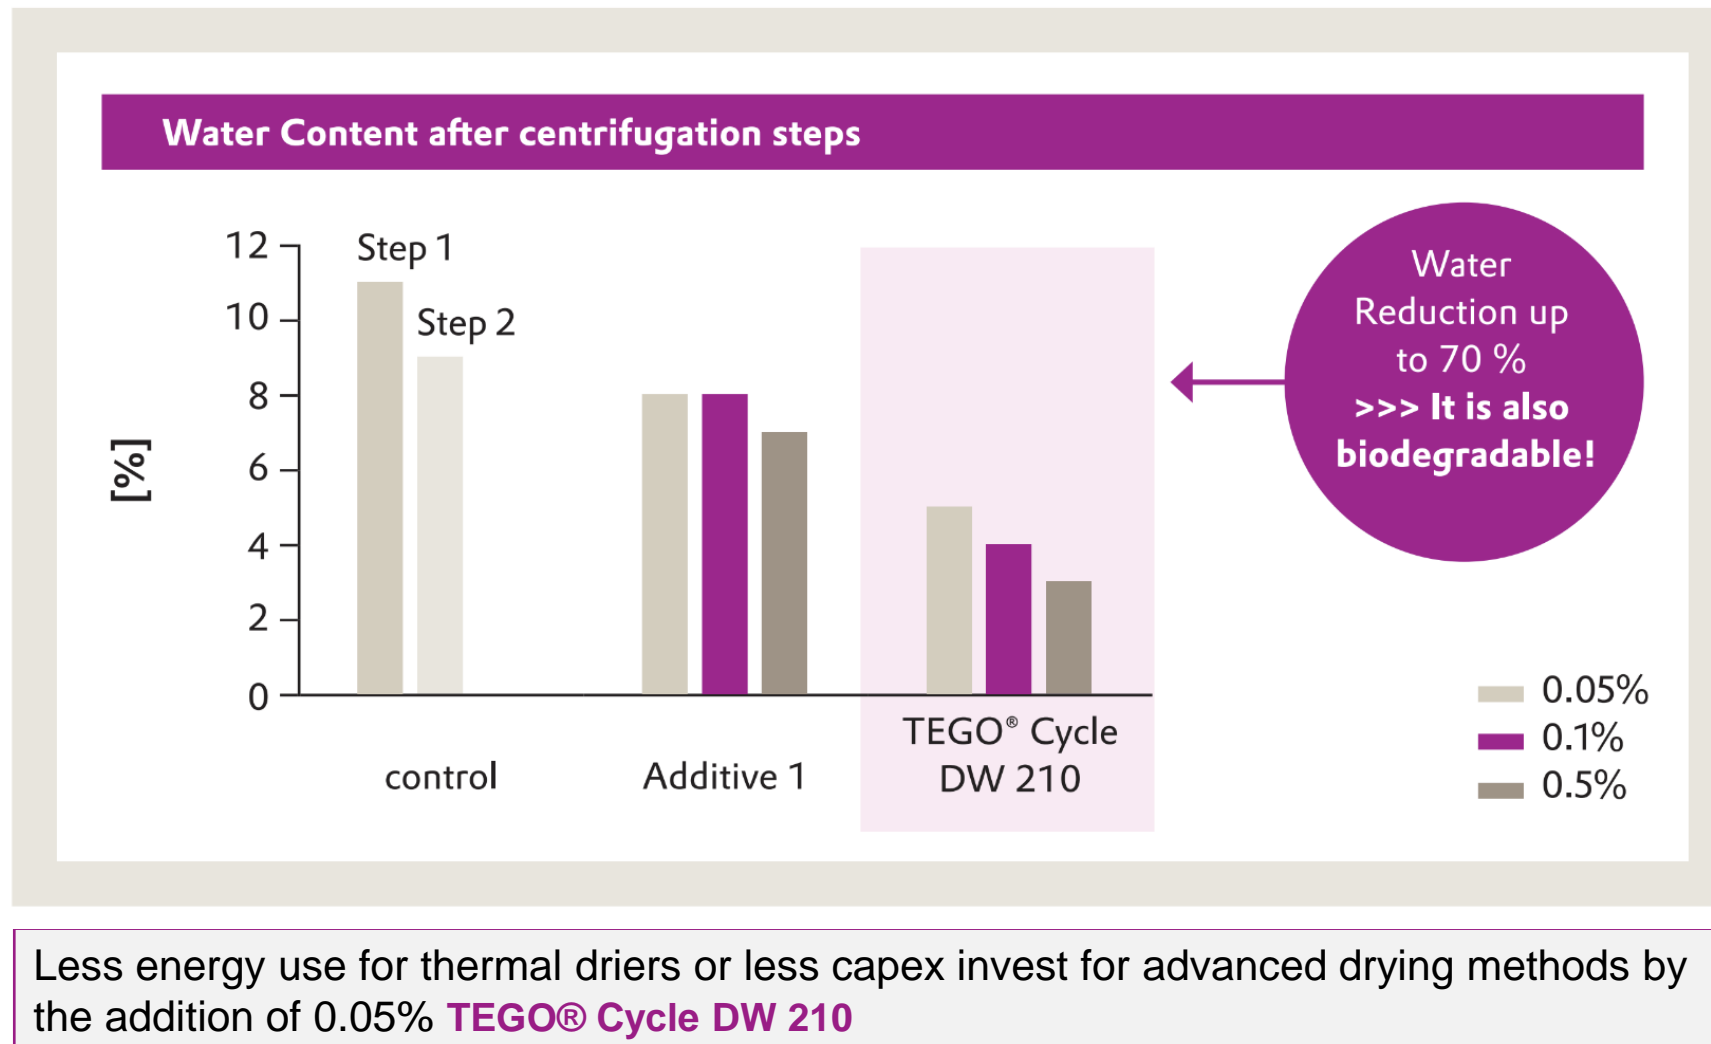 Water Content after centrifugation steps
[%]
12
10
8
6
4
2
0
Step 1
Step 2
control
Additive 1
TEGO® Cycle
DW 210
Water
Reduction up
to 70 %
>>> It is also
biodegradable!
0.05%
0.1%
0.5%
Less energy use for thermal driers or less capex invest for advanced drying methods by
the addition of 0.05% TEGO® Cycle DW 210